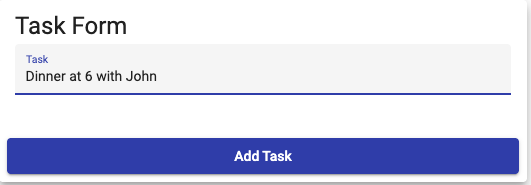 Task Form
Task
Dinner at 6 with John
Add Task